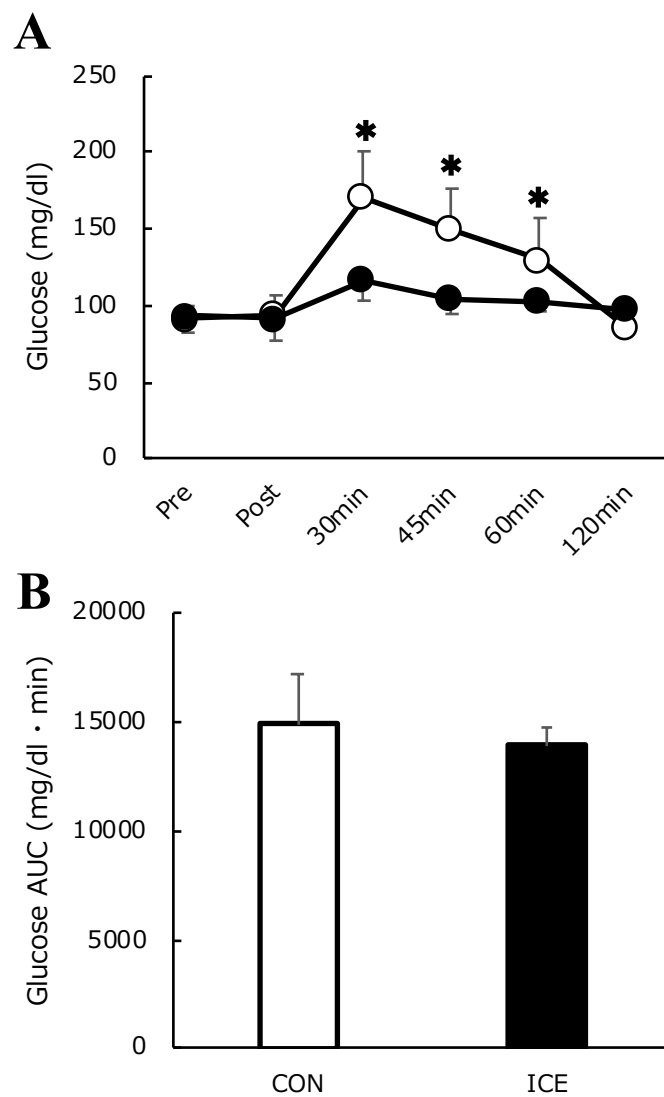 A
Glucose (mg/dl)
250
200
150
100
50
0
*
*
*
Pre
Post
30min
45min
60min
120min
B
Glucose AUC (mg/dl・min)
20000
15000
10000
5000
0
CON
ICE